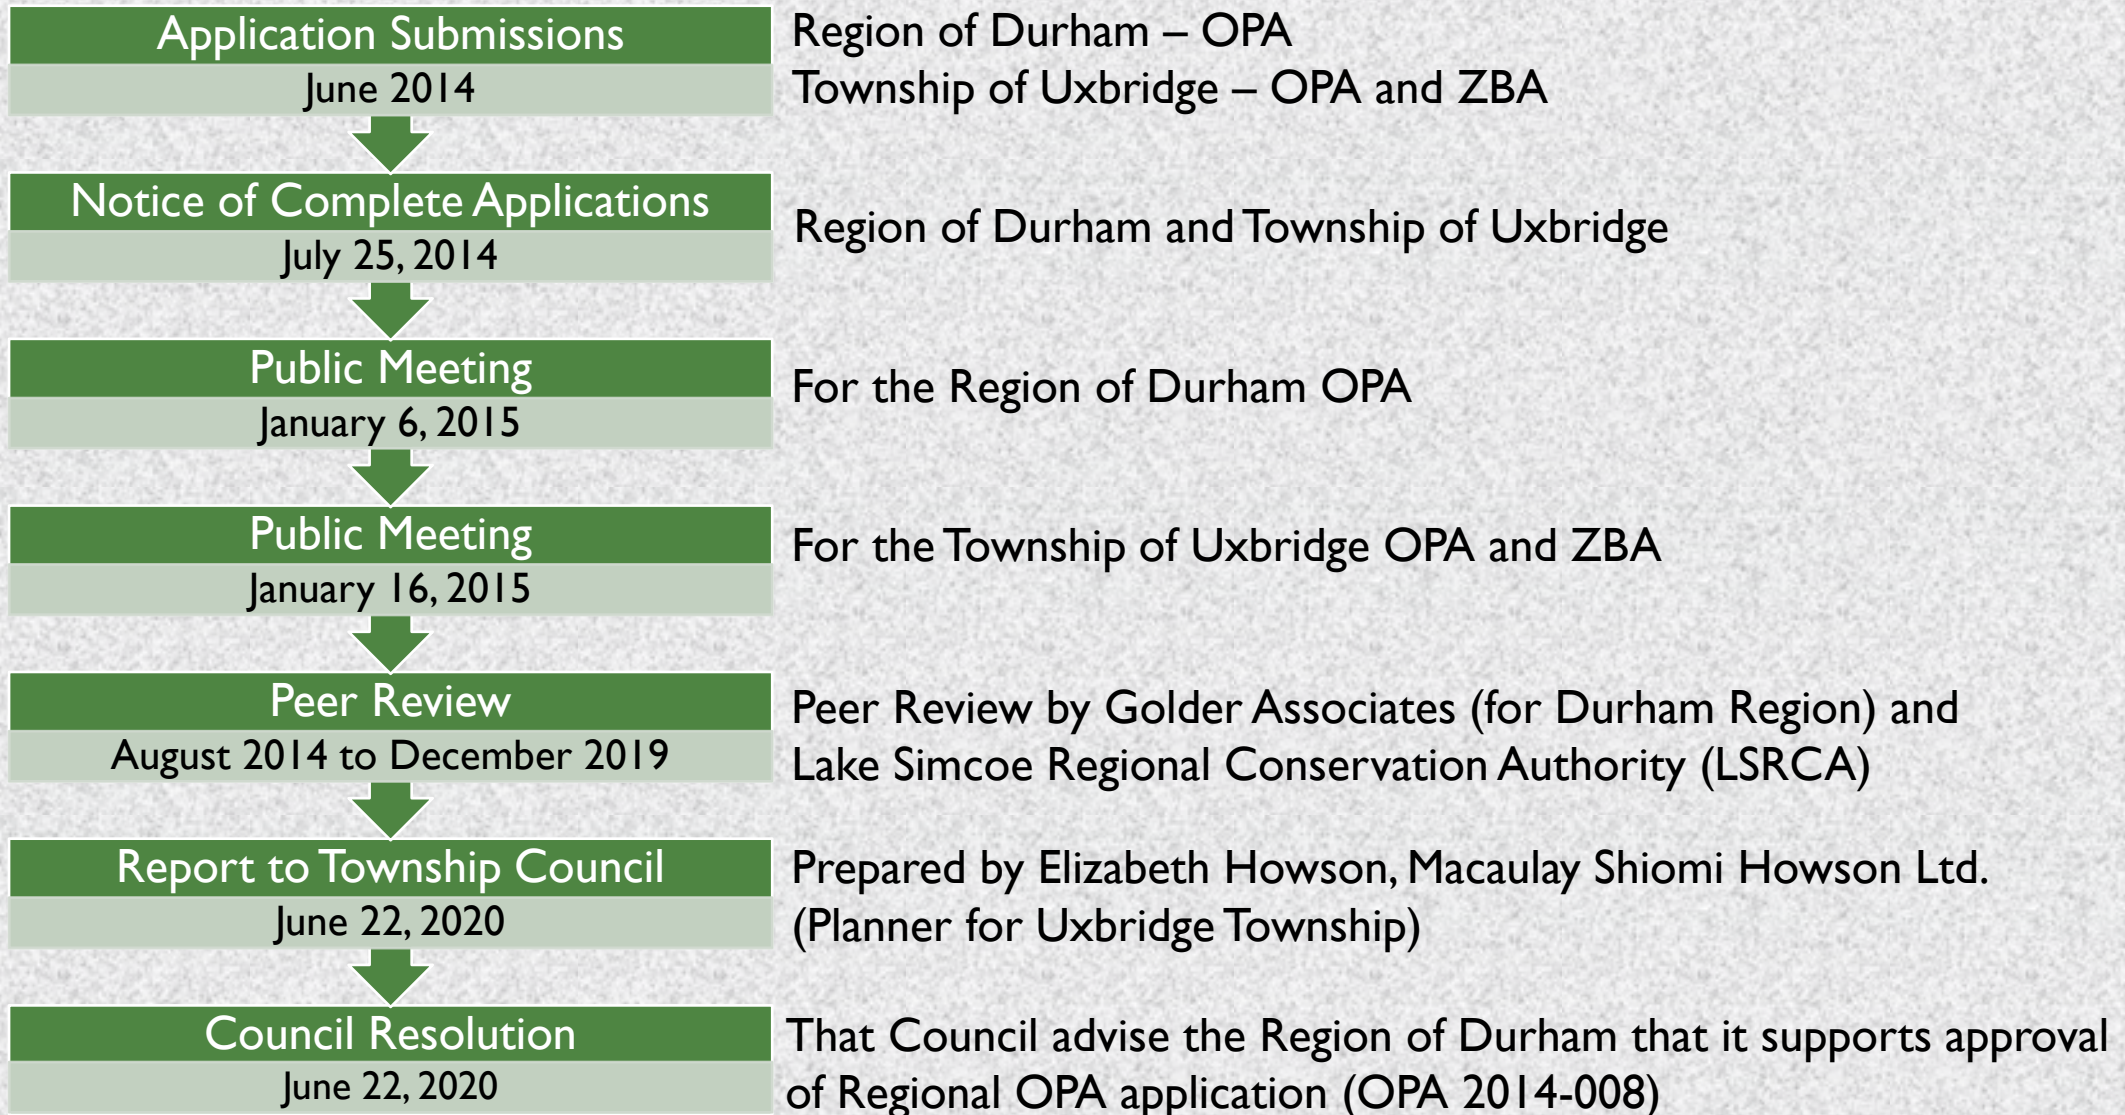 Application Submissions
June 2014
Region of Durham – OPA
Township of Uxbridge – OPA and ZBA
Notice of Complete Applications
July 25, 2014
Region of Durham and Township of Uxbridge
Public Meeting
January 6, 2015
For the Region of Durham OPA
Public Meeting
January 16, 2015
For the Township of Uxbridge OPA and ZBA
Peer Review
August 2014 to December 2019
Peer Review by Golder Associates (for Durham Region) and
Lake Simcoe Regional Conservation Authority (LSRCA)
Report to Township Council
June 22, 2020
Prepared by Elizabeth Howson, Macaulay Shiomi Howson Ltd.
(Planner for Uxbridge Township)
Council Resolution
June 22, 2020
That Council advise the Region of Durham that it supports approval
of Regional OPA application (OPA 2014-008)